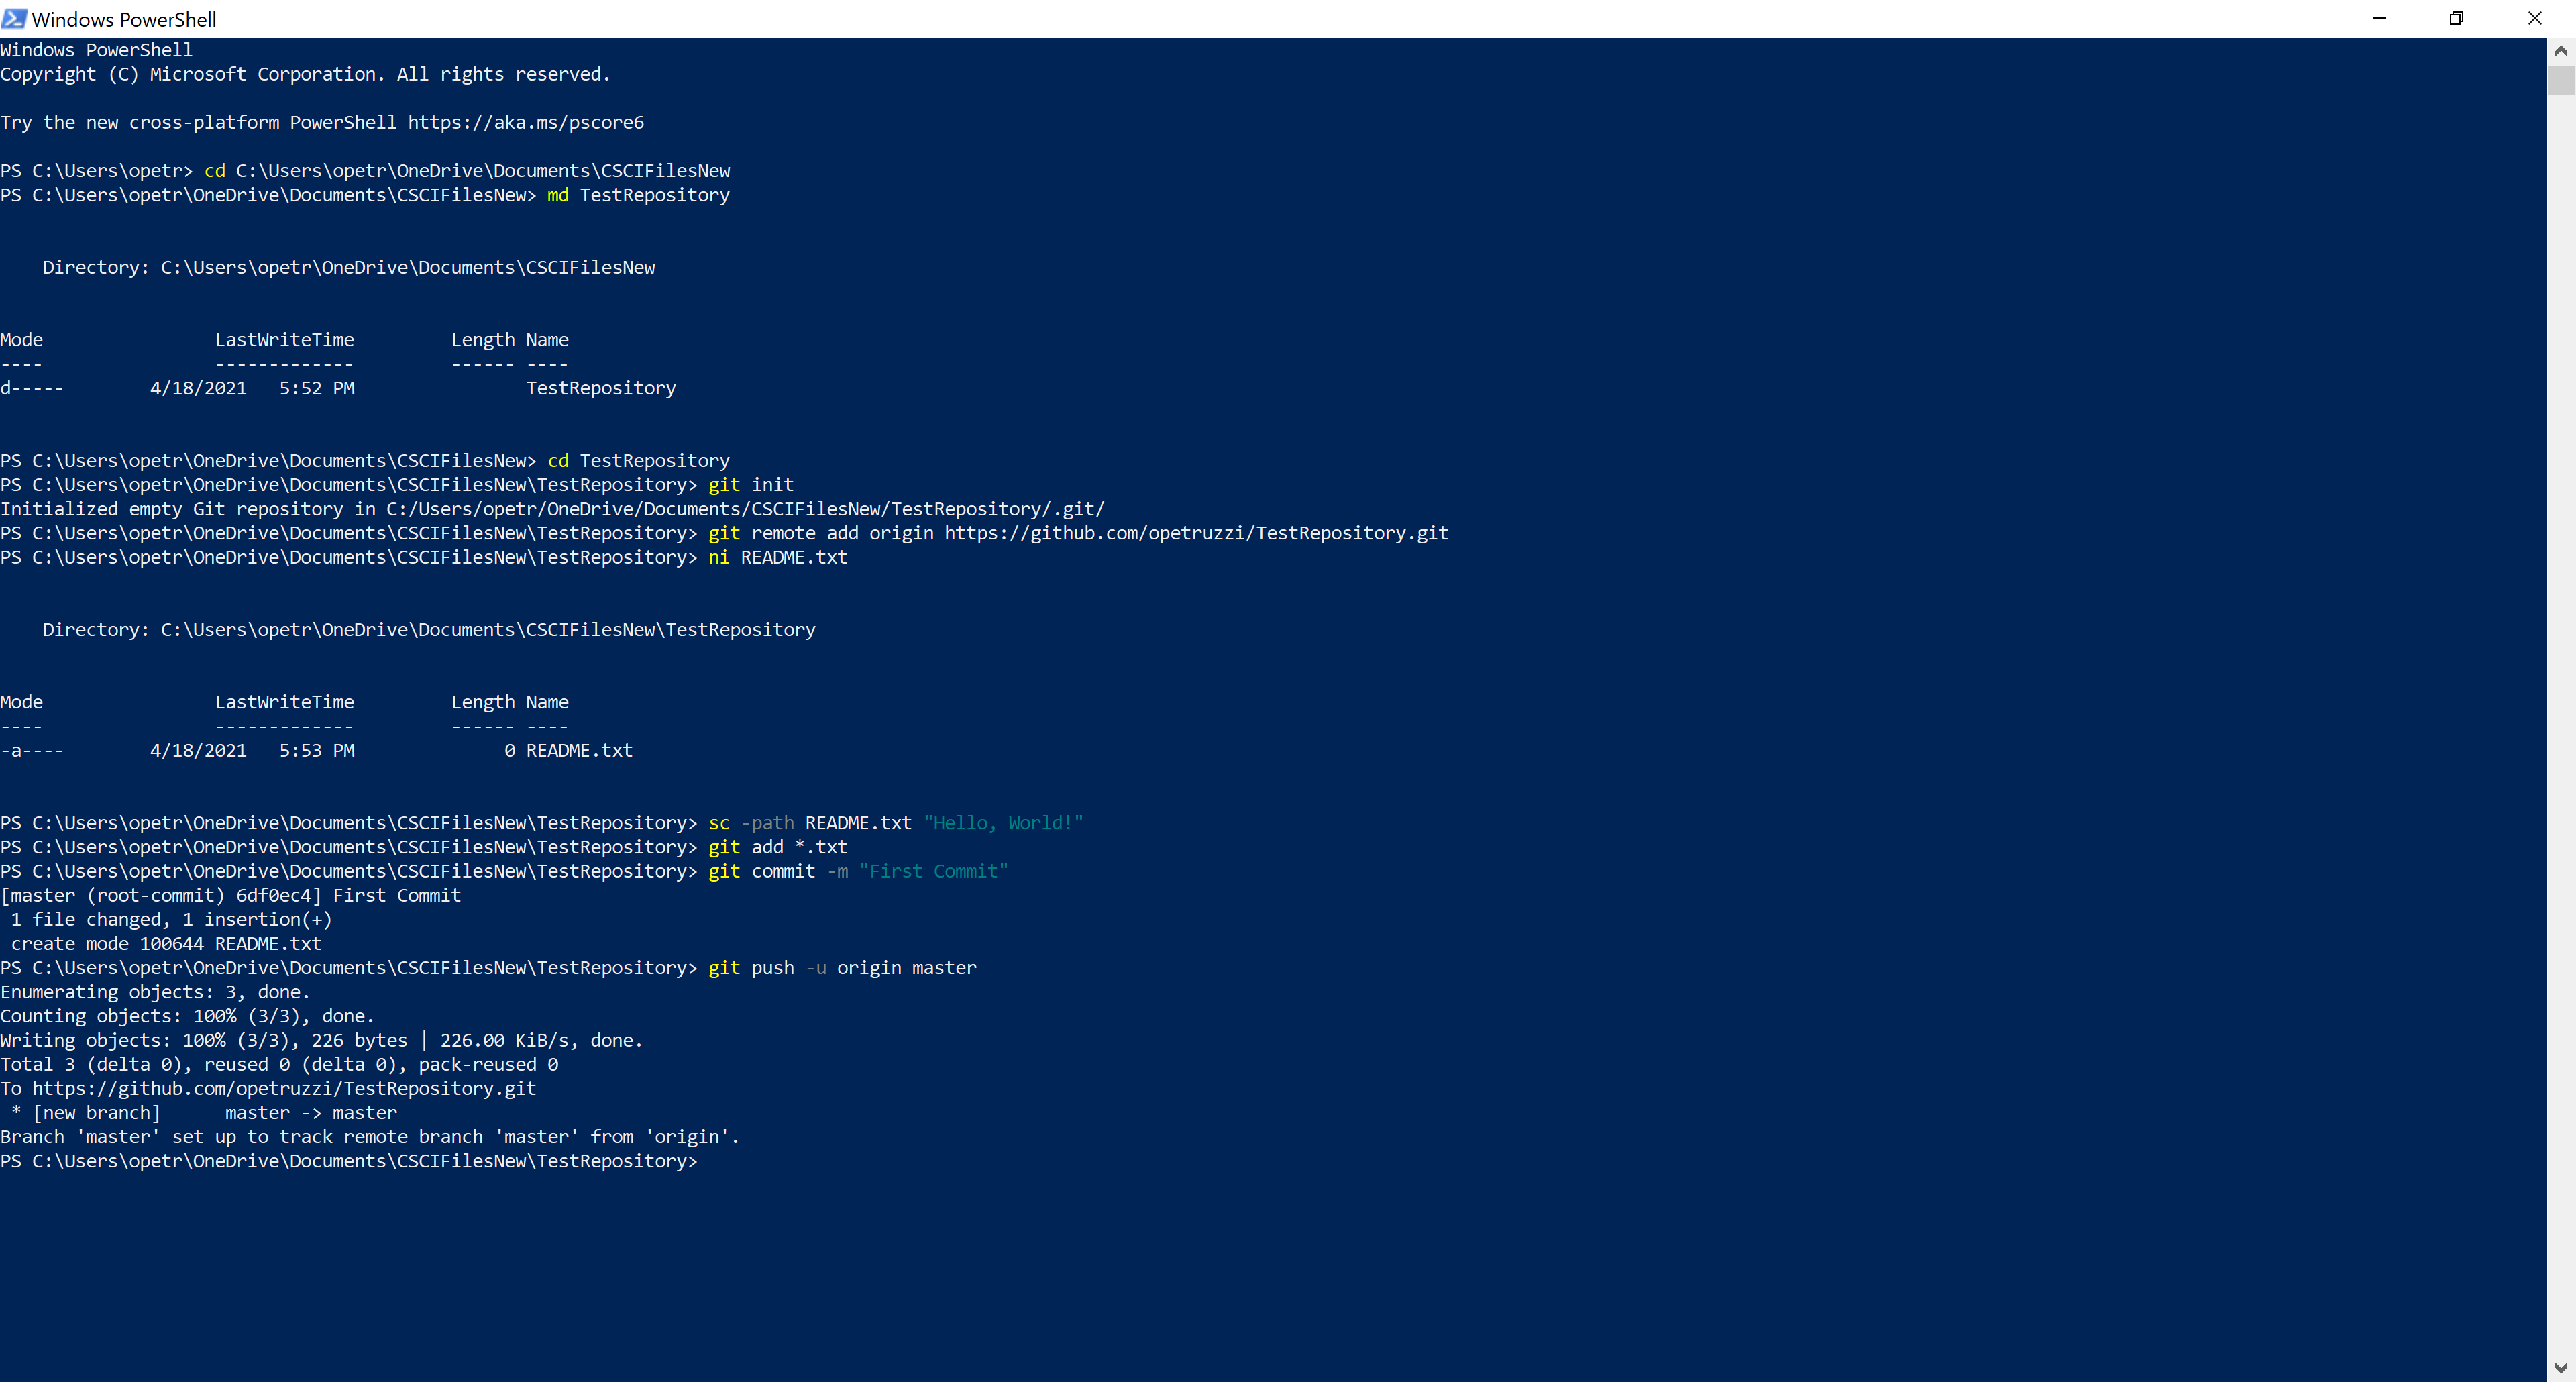 Windows PowerShell
Windows PowerShell
Copyright (C) Microsoft Corporation. All rights reserved.
Try the new cross-platform PowerShell https://aka.ms/pscore6
PS C:\Users\opetr> cd C:\Users\opetr\OneDrive\Documents\CSCIFilesNew
PS C:\Users\opetr\OneDrive\Documents\CSCIFilesNew> md TestRepository
    Directory: C:\Users\opetr\OneDrive\Documents\CSCIFilesNew
Mode                LastWriteTime         Length Name
----                -------------         ------ ----
d-----        4/18/2021   5:52 PM                TestRepository
PS C:\Users\opetr\OneDrive\Documents\CSCIFilesNew> cd TestRepository
PS C:\Users\opetr\OneDrive\Documents\CSCIFilesNew\TestRepository> git init
Initialized empty Git repository in C:/Users/opetr/OneDrive/Documents/CSCIFilesNew/TestRepository/.git/
PS C:\Users\opetr\OneDrive\Documents\CSCIFilesNew\TestRepository> git remote add origin https://github.com/opetruzzi/TestRepository.git
PS C:\Users\opetr\OneDrive\Documents\CSCIFilesNew\TestRepository> ni README.txt
    Directory: C:\Users\opetr\OneDrive\Documents\CSCIFilesNew\TestRepository
Mode                LastWriteTime         Length Name
----                -------------         ------ ----
-a----        4/18/2021   5:53 PM              0 README.txt
PS C:\Users\opetr\OneDrive\Documents\CSCIFilesNew\TestRepository> sc -path README.txt "Hello, World!"
PS C:\Users\opetr\OneDrive\Documents\CSCIFilesNew\TestRepository> git add *.txt
PS C:\Users\opetr\OneDrive\Documents\CSCIFilesNew\TestRepository> git commit -m "First Commit"
[master (root-commit) 6df0ec4] First Commit
 1 file changed, 1 insertion(+)
 create mode 100644 README.txt
PS C:\Users\opetr\OneDrive\Documents\CSCIFilesNew\TestRepository> git push -u origin master
Enumerating objects: 3, done.
Counting objects: 100% (3/3), done.
Writing objects: 100% (3/3), 226 bytes | 226.00 KiB/s, done.
Total 3 (delta 0), reused 0 (delta 0), pack-reused 0
To https://github.com/opetruzzi/TestRepository.git
 * [new branch]      master -> master
Branch 'master' set up to track remote branch 'master' from 'origin'.
PS C:\Users\opetr\OneDrive\Documents\CSCIFilesNew\TestRepository>